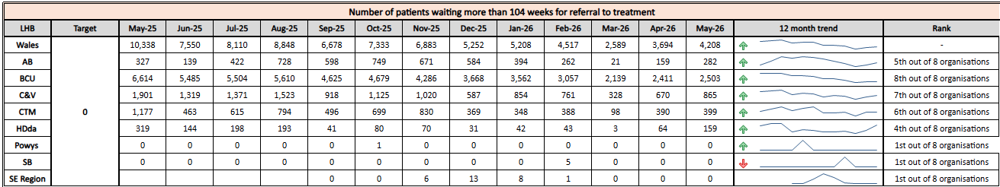 Number of patients waiting more than 104 weeks for referral to treatment
LHB Target May-25 Jun-25 Jul-25 Aug-25 Sep-25 Oct-25 Nov-25 Dec-25 Jan-26 Feb-26 Mar-26 Apr-26 May-26 12 month trend Rank
Wales 10,338 7,550 8,110 8,848 6,678 7,333 6,883 5,252 5,208 4,517 2,589 3,694 4,208 -
AB 327 139 422 728 598 749 671 584 394 262 21 159 282 5th out of 8 organisations
BCU 6,614 5,485 5,504 5,610 4,625 4,679 4,286 3,668 3,562 3,057 2,139 2,411 2,503 8th out of 8 organisations
C&V 1,901 1,319 1,371 1,523 918 1,125 1,020 587 854 761 328 670 865 7th out of 8 organisations
CTM 0 1,177 463 615 794 496 699 830 369 348 388 98 390 399 6th out of 8 organisations
HDda 319 144 198 193 41 80 70 31 42 43 3 64 159 4th out of 8 organisations
Powys 0 0 0 0 0 1 0 0 0 0 0 0 0 1st out of 8 organisations
SB 0 0 0 0 0 0 0 0 0 5 0 0 0 1st out of 8 organisations
SE Region 0 0 6 13 8 1 0 0 0 1st out of 8 organisations